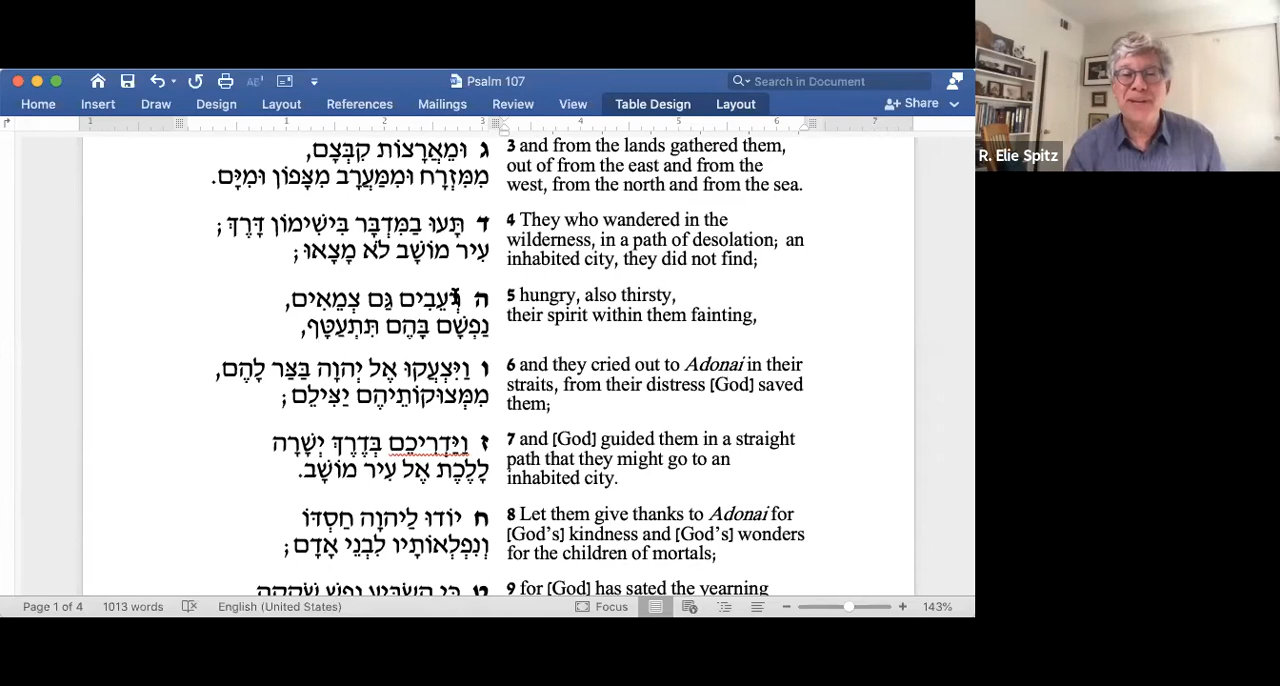 Psalm 107
Search in Document
Home Insert Draw Design Layout References Mailings Review View Table Design Layout Share
1 1 2 3 5 6 7
ג וּמֵאֲרָצוֹת קִבְּצָם,
מִמִּזְרָח וּמִמַּעֲרָב מִצָּפוֹן וּמִיָּם.
3 and from the lands gathered them,
out of from the east and from the
west, from the north and from the sea.
ד תָּעוּ בַמִּדְבָּר בִּישִׁימוֹן דָּרֶךְ;
עִיר מוֹשָׁב לֹא מָצָאוּ;
4 They who wandered in the
wilderness, in a path of desolation; an
inhabited city, they did not find;
ה רְעֵבִים גַּם צְמֵאִים,
נַפְשָׁם בָּהֶם תִּתְעַטָּף,
5 hungry, also thirsty,
their spirit within them fainting,
ו וַיִּצְעֲקוּ אֶל יְהוָה בַּצַּר לָהֶם,
מִמְּצוּקוֹתֵיהֶם יַצִּילֵם;
6 and they cried out to Adonai in their
straits, from their distress [God] saved
them;
ז וַיַּדְרִיכֵם בְּדֶרֶךְ יְשָׁרָה
לָלֶכֶת אֶל עִיר מוֹשָׁב.
7 and [God] guided them in a straight
path that they might go to an
inhabited city.
ח יוֹדוּ לַיהוָה חַסְדּוֹ
וְנִפְלְאוֹתָיו לִבְנֵי אָדָם;
8 Let them give thanks to Adonai for
[God's] kindness and [God's] wonders
for the children of mortals;
ט כִּי הִשְׂבִּיעַ נֶפֶשׁ שֹׁקֵקָה
9 for [God] has sated the yearning
Page 1 of 4 1013 words English (United States) Focus 143%
R. Elie Spitz